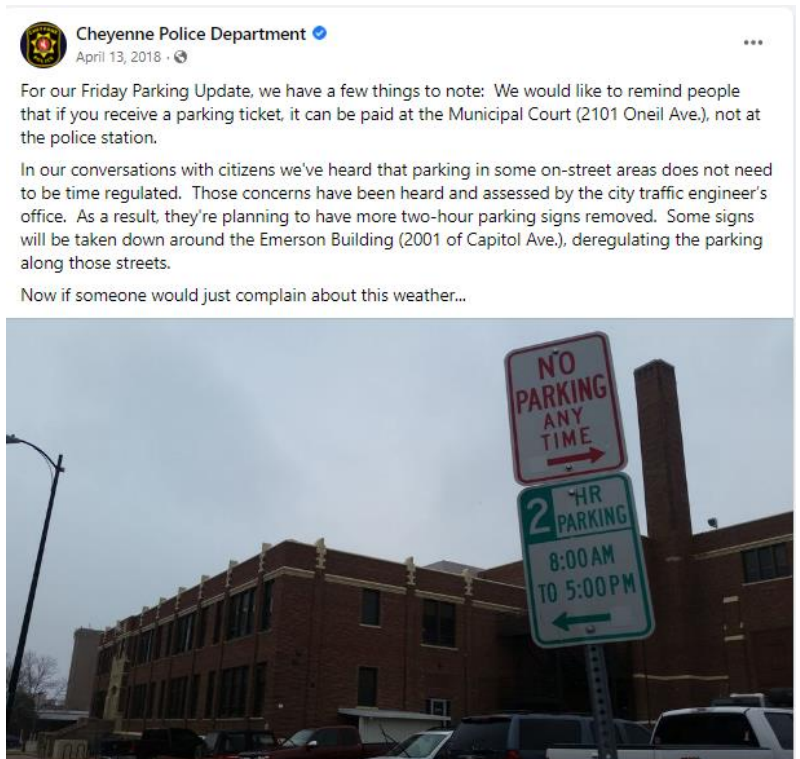 Cheyenne Police Department
April 13, 2018 ·
For our Friday Parking Update, we have a few things to note:  We would like to remind people
that if you receive a parking ticket, it can be paid at the Municipal Court (2101 Oneil Ave.), not at
the police station.
In our conversations with citizens we've heard that parking in some on-street areas does not need
to be time regulated.  Those concerns have been heard and assessed by the city traffic engineer's
office.  As a result, they're planning to have more two-hour parking signs removed.  Some signs
will be taken down around the Emerson Building (2001 of Capitol Ave.), deregulating the parking
along those streets.
Now if someone would just complain about this weather...
NO
PARKING
ANY
TIME
2 HR
PARKING
8:00 AM
TO 5:00 PM